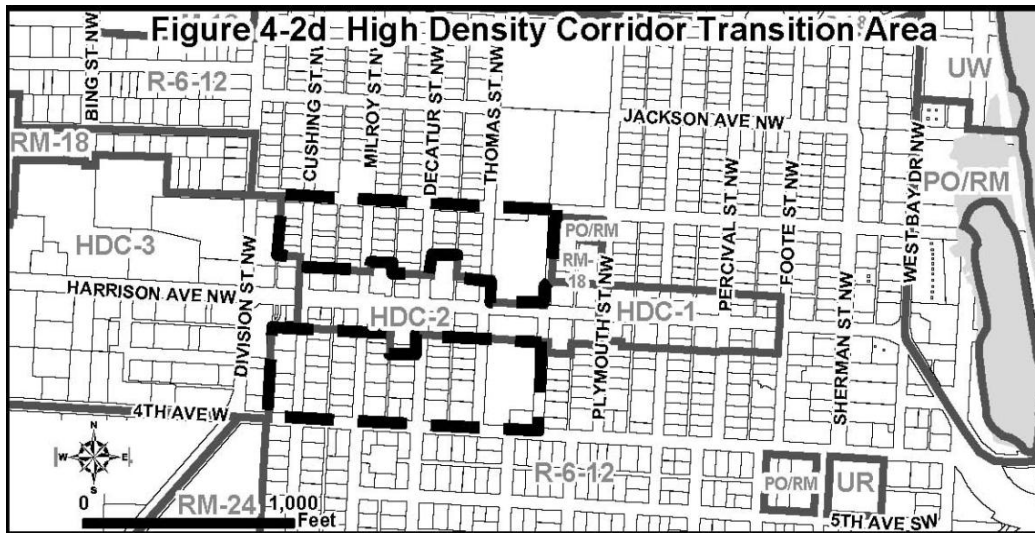 Figure 4-2d High Density Corridor Transition Area
BING ST NW
R-6-12
CUSHING ST NW
MILROY ST NW
DECATUR ST NW
THOMAS ST NW
UW
JACKSON AVE NW
RM-18
WEST BAY DR NW
PO/RM
PERCIVAL ST NW
FOOTE ST NW
PO/RM
HDC-3
RM-
18
DIVISION ST NW
HARRISON AVE NW
HDC-2
HDC-1
PLYMOUTH ST NW
SHERMAN ST NW
4TH AVE W
N
W
E
S
R-6-12
PO/RM
UR
RM-24
0
1,000
Feet
5TH AVE SW